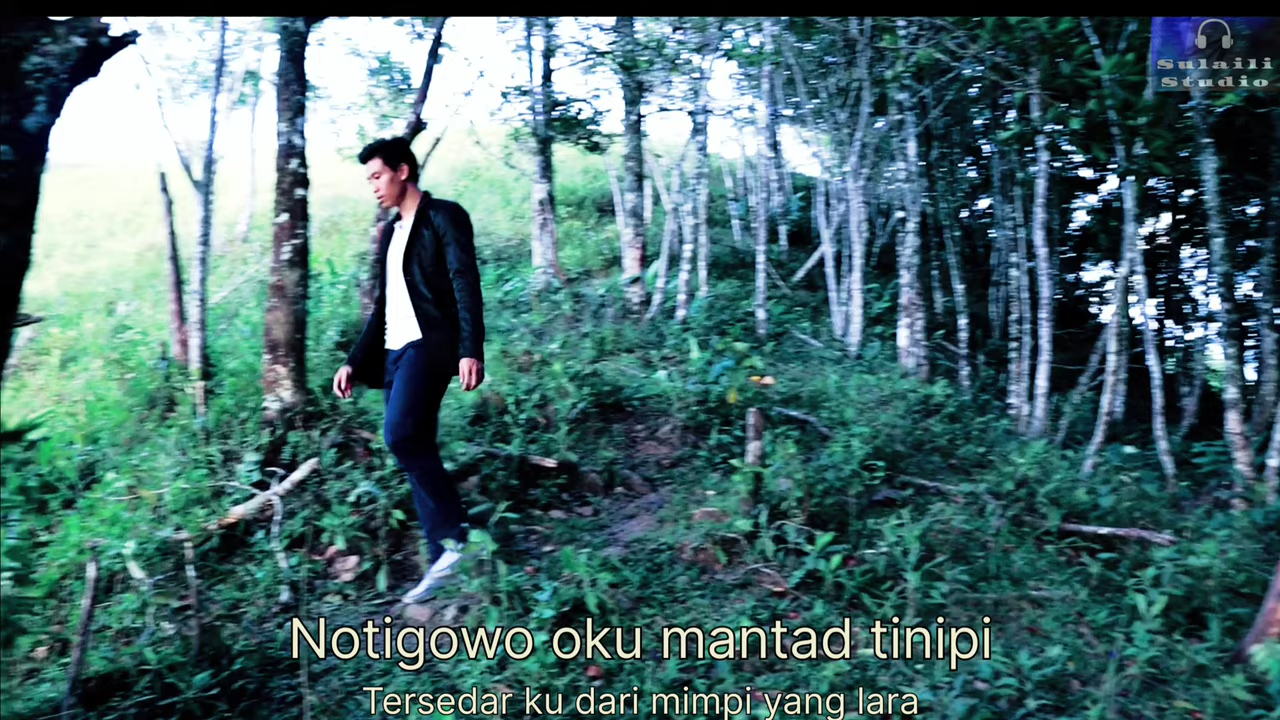 Sulaili
Studio
Notigowo oku mantad tinipi
Tersedar ku dari mimpi yang lara